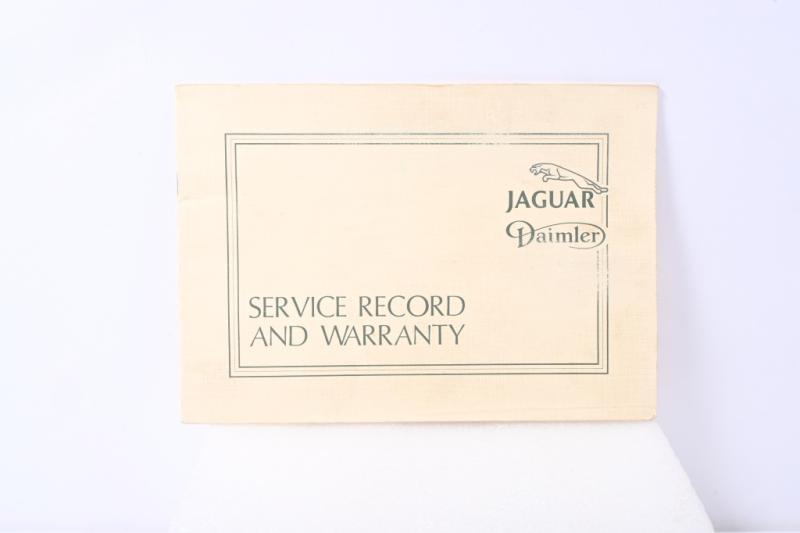 JAGUAR
Daimler
SERVICE RECORD
AND WARRANTY